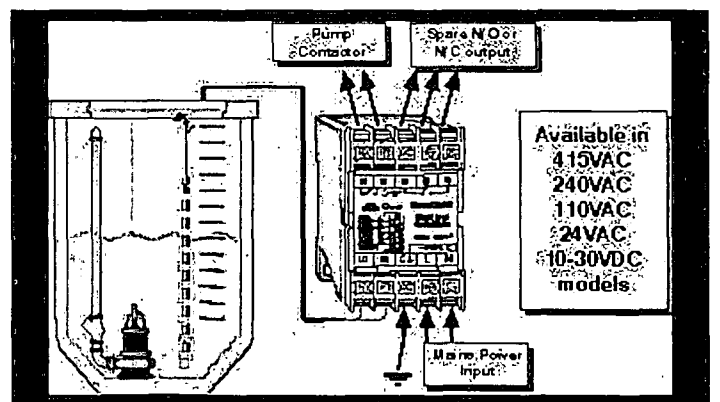 Pump
Contactor
Spare N/O or
N/C output
Available in
415VAC
240VAC
110VAC
24VAC
10-30VDC
models
Mains Power
Input